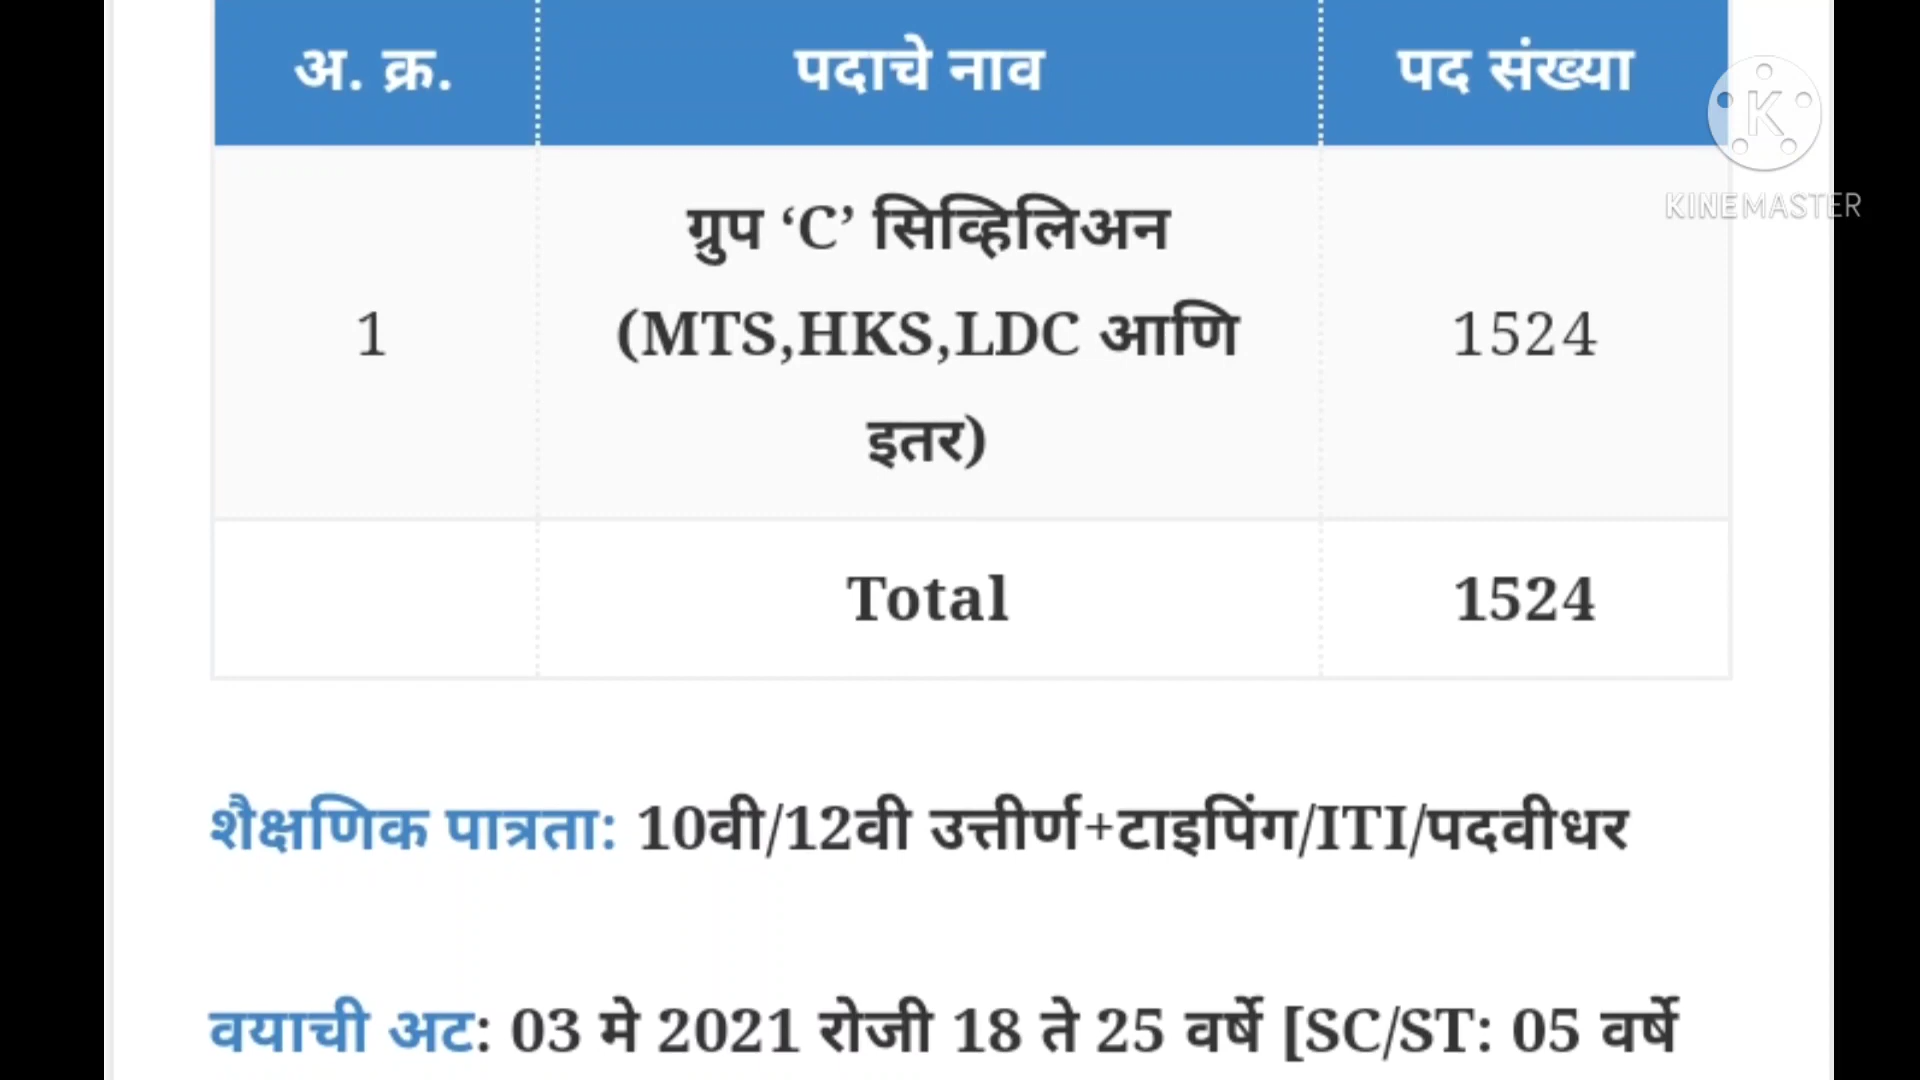 अ. क्र. पदाचे नाव पद संख्या
K
KINEMASTER
ग्रुप ‘C’ सिव्हिलिअन
1 (MTS,HKS,LDC आणि 1524
इतर)
Total 1524
शैक्षणिक पात्रता: 10वी/12वी उत्तीर्ण+टाइपिंग/ITI/पदवीधर
वयाची अट: 03 मे 2021 रोजी 18 ते 25 वर्षे [SC/ST: 05 वर्षे